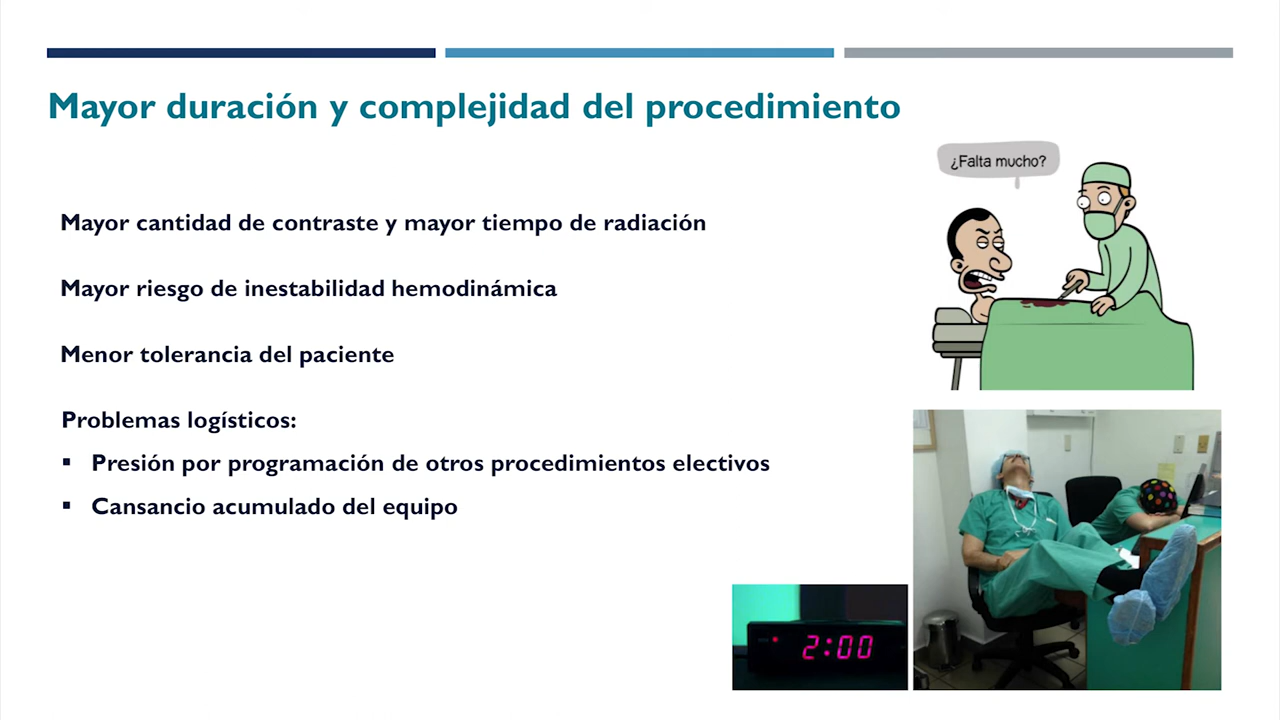 Mayor duración y complejidad del procedimiento
¿Falta mucho?
Mayor cantidad de contraste y mayor tiempo de radiación
Mayor riesgo de inestabilidad hemodinámica
Menor tolerancia del paciente
Problemas logísticos:
▪ Presión por programación de otros procedimientos electivos
▪ Cansancio acumulado del equipo
2:00